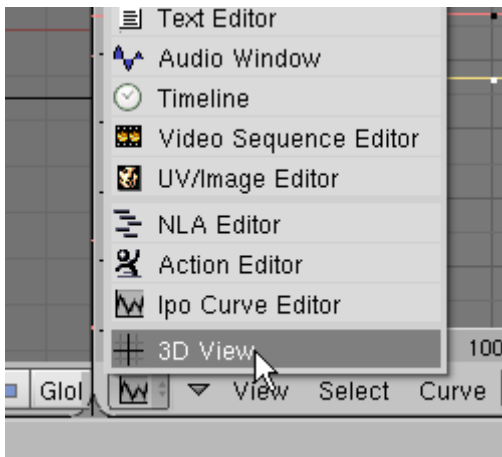 Text Editor
Audio Window
Timeline
Video Sequence Editor
UV/Image Editor
NLA Editor
Action Editor
Ipo Curve Editor
3D View
100
Glol View Select Curve